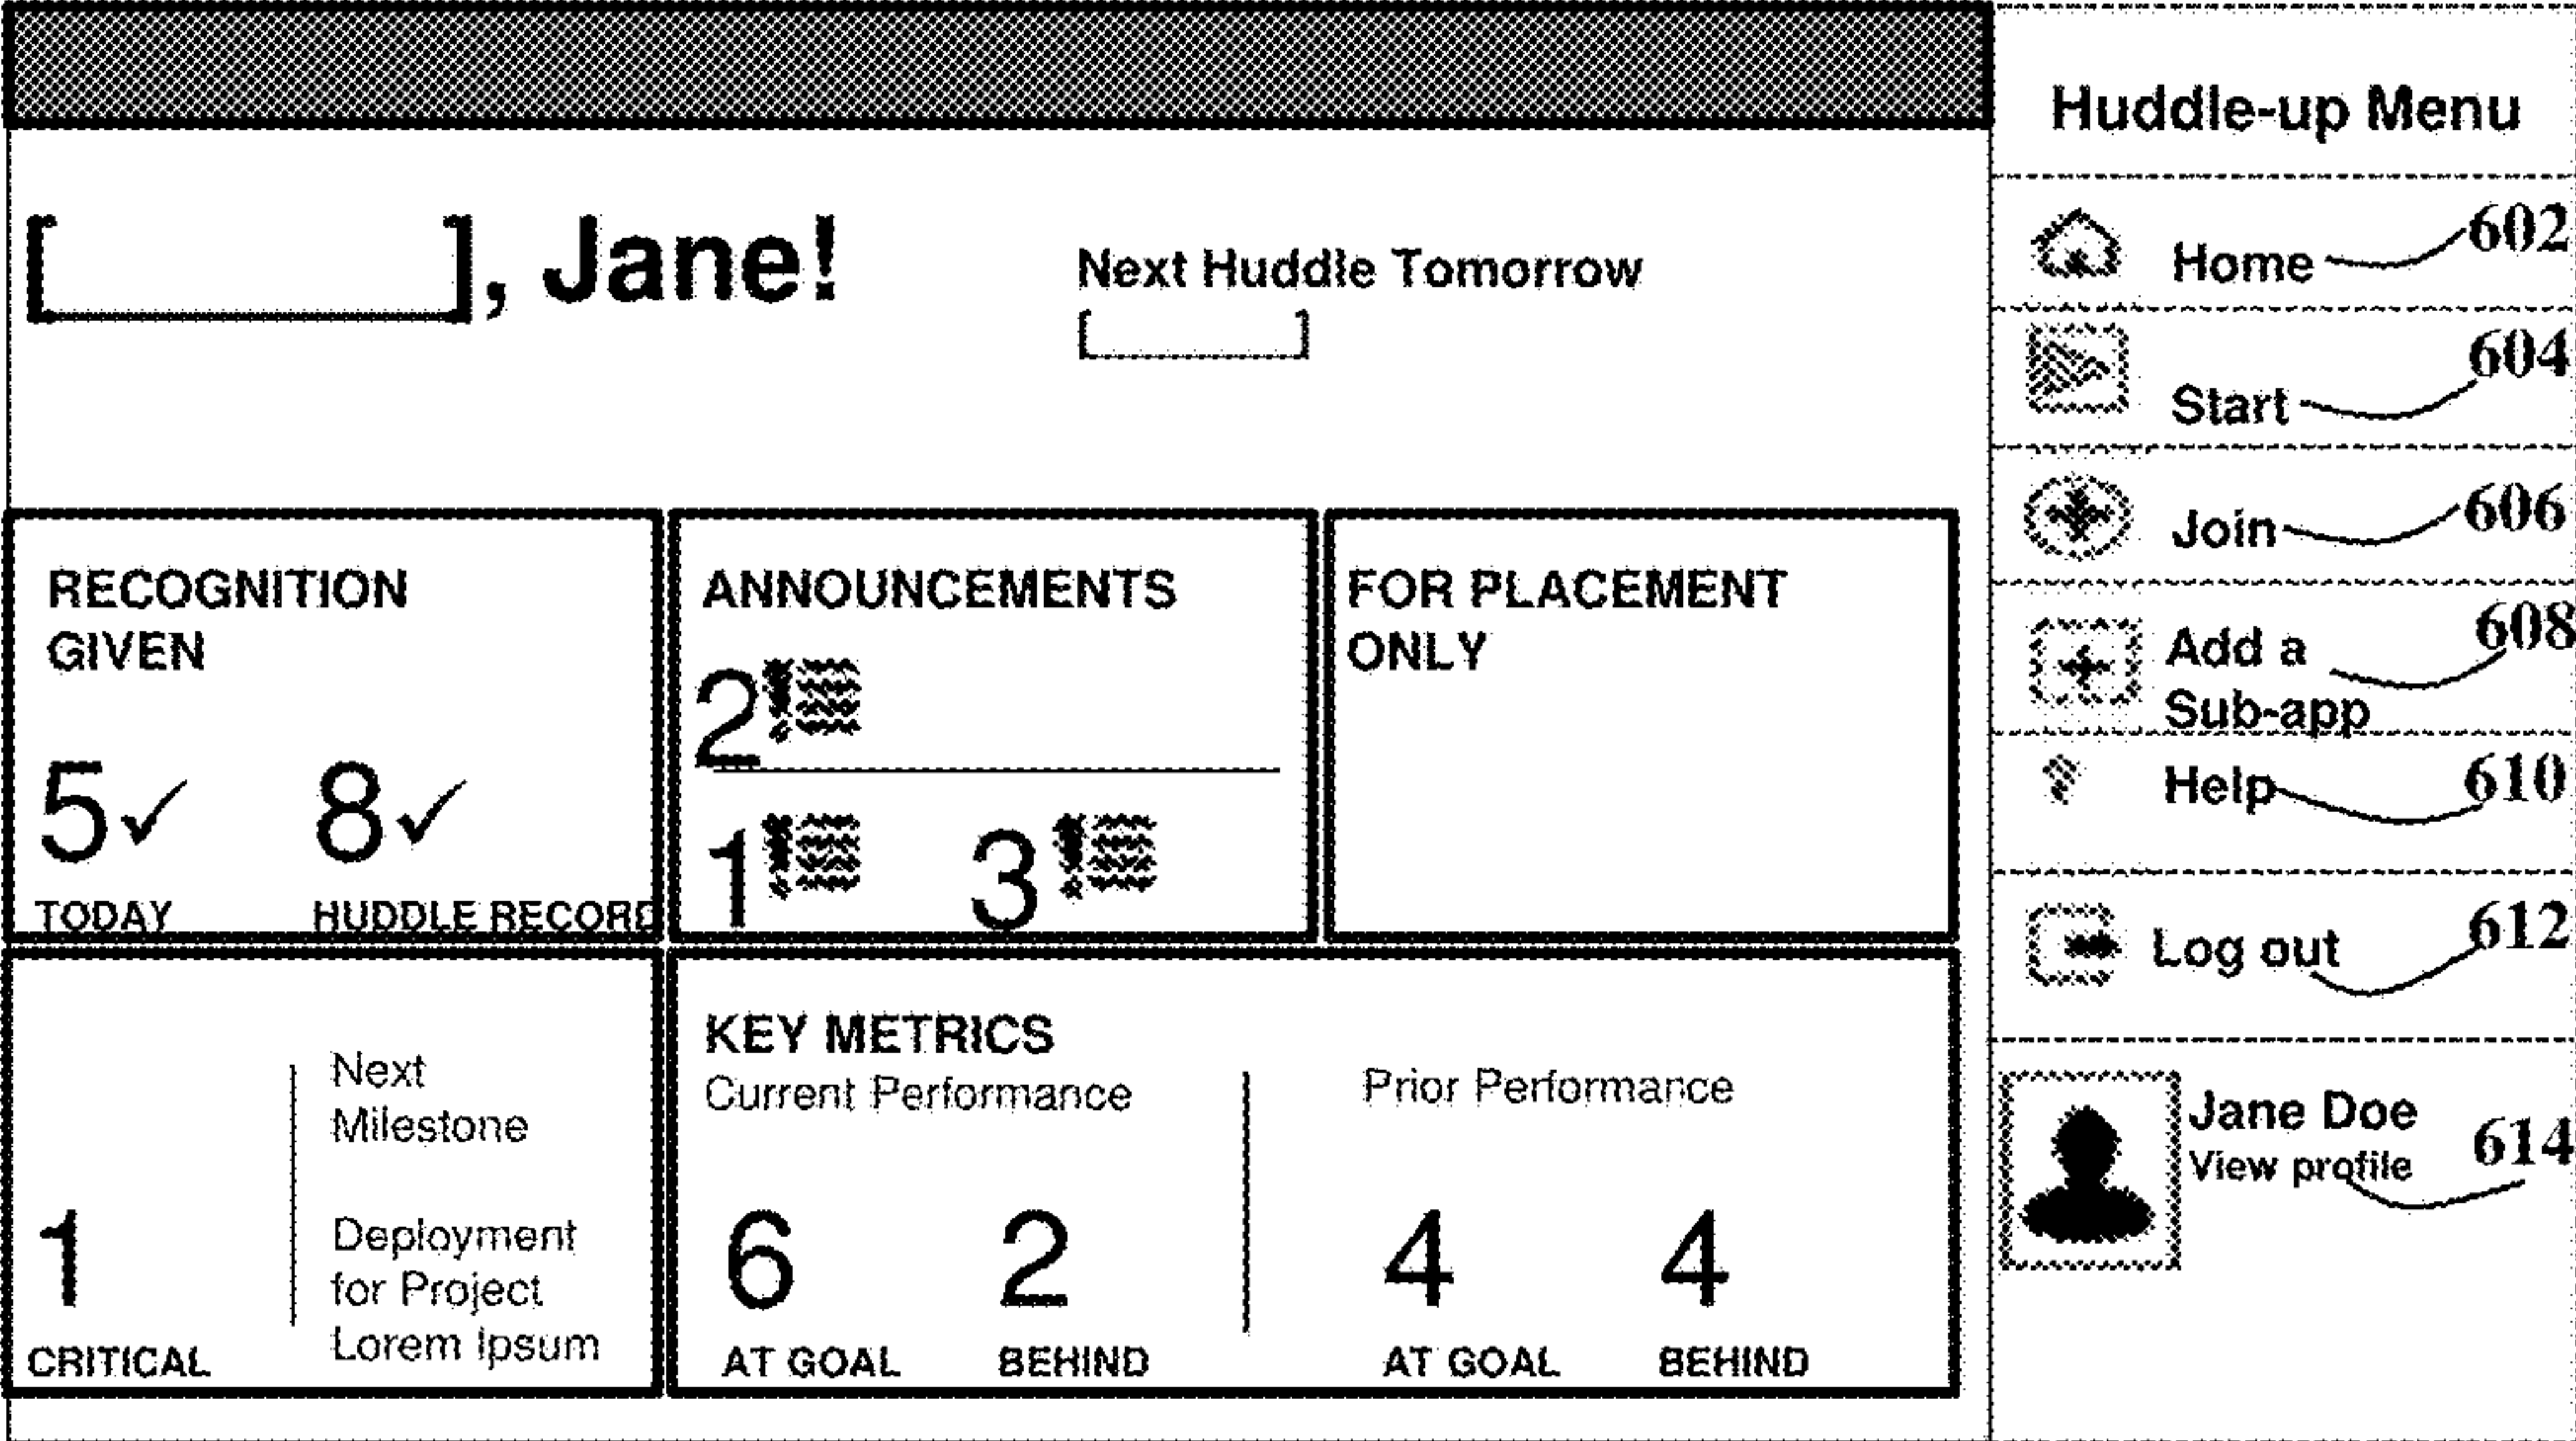 [ ], Jane!
Next Huddle Tomorrow
[ ]
RECOGNITION
GIVEN
5✓ 8✓
TODAY HUDDLE RECORD
ANNOUNCEMENTS
2
1 3
FOR PLACEMENT
ONLY
1
CRITICAL
Next
Milestone
Deployment
for Project
Lorem Ipsum
KEY METRICS
Current Performance
6 2
AT GOAL BEHIND
Prior Performance
4 4
AT GOAL BEHIND
Huddle-up Menu
Home 602
Start 604
Join 606
Add a 608
Sub-app
Help 610
Log out 612
Jane Doe
View profile 614